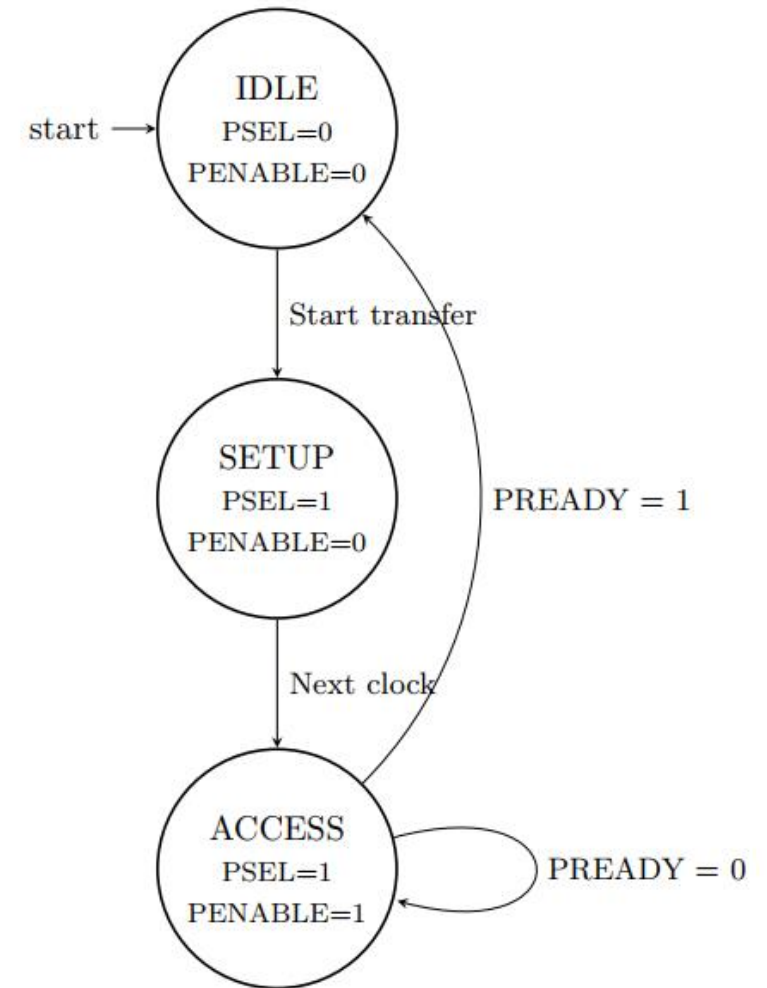 IDLE
PSEL=0
PENABLE=0
start
Start transfer
SETUP
PSEL=1
PENABLE=0
PREADY = 1
Next clock
ACCESS
PSEL=1
PENABLE=1
PREADY = 0